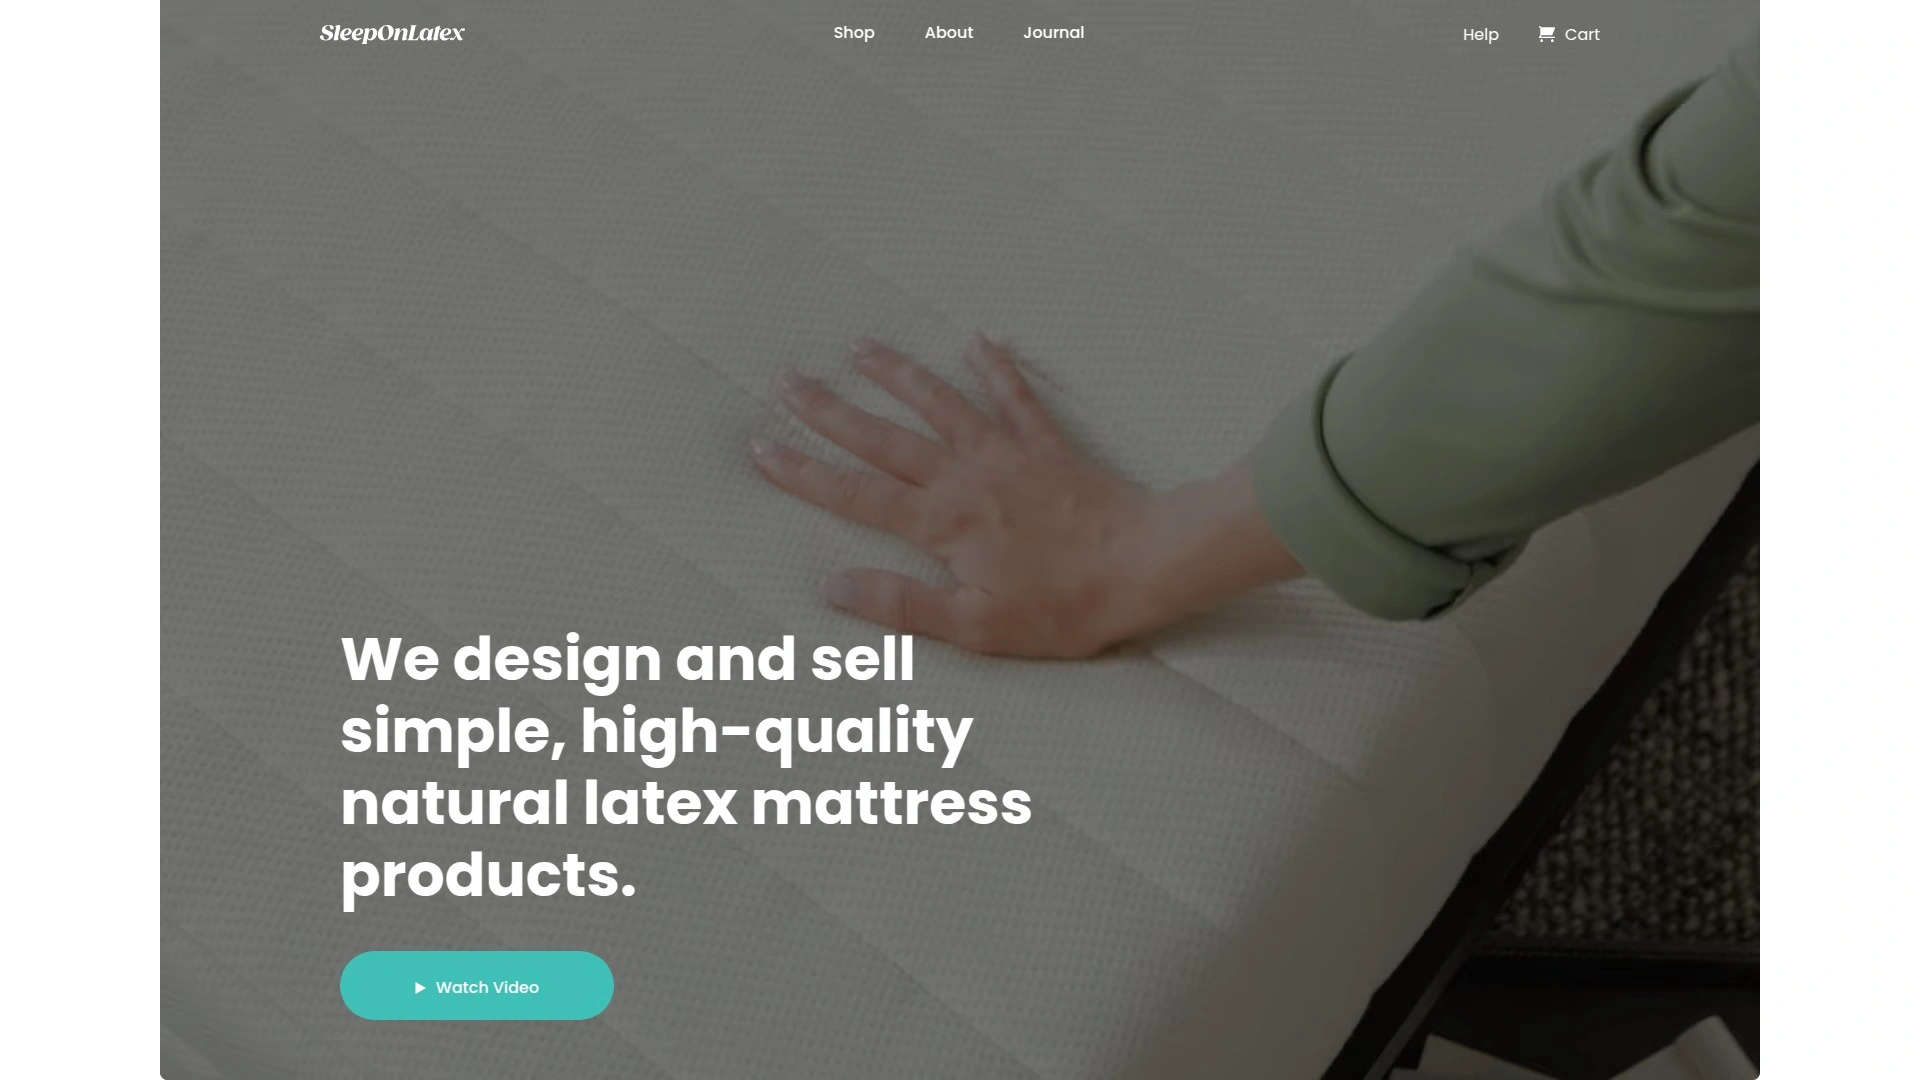 SleepOnLatex
Shop
About
Journal
Help
Cart
We design and sell
simple, high-quality
natural latex mattress
products.
Watch Video